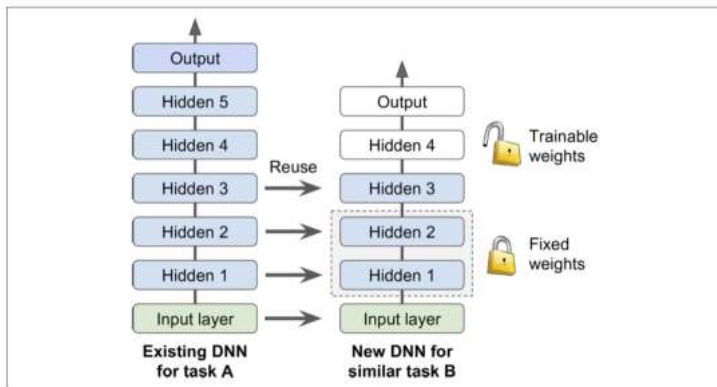 Output
Hidden 5
Hidden 4
Hidden 3
Hidden 2
Hidden 1
Input layer
Existing DNN
for task A
Reuse
Output
Hidden 4
Hidden 3
Hidden 2
Hidden 1
Input layer
New DNN for
similar task B
Trainable
weights
Fixed
weights